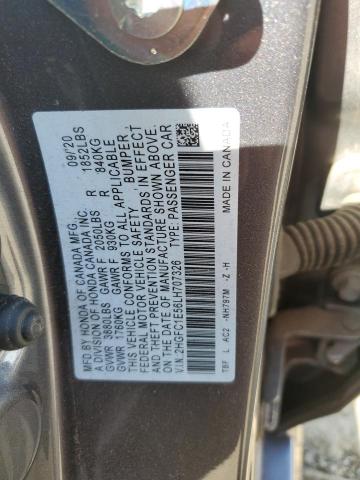 MFD. BY HONDA OF CANADA MFG. 09/20
A DIVISION OF HONDA CANADA INC.
GVWR 3880LBS GAWR F 2050LBS R 1852LBS
GVWR 1760KG GAWR F 930KG R 840KG
THIS VEHICLE CONFORMS TO ALL APPLICABLE
FEDERAL MOTOR VEHICLE SAFETY, BUMPER,
AND THEFT PREVENTION STANDARDS IN EFFECT
ON THE DATE OF MANUFACTURE SHOWN ABOVE.
V.I.N. 2HGFC1E56LH707326 TYPE: PASSENGER CAR
TBF L AC2 -NH797M -Z -H MADE IN CANADA